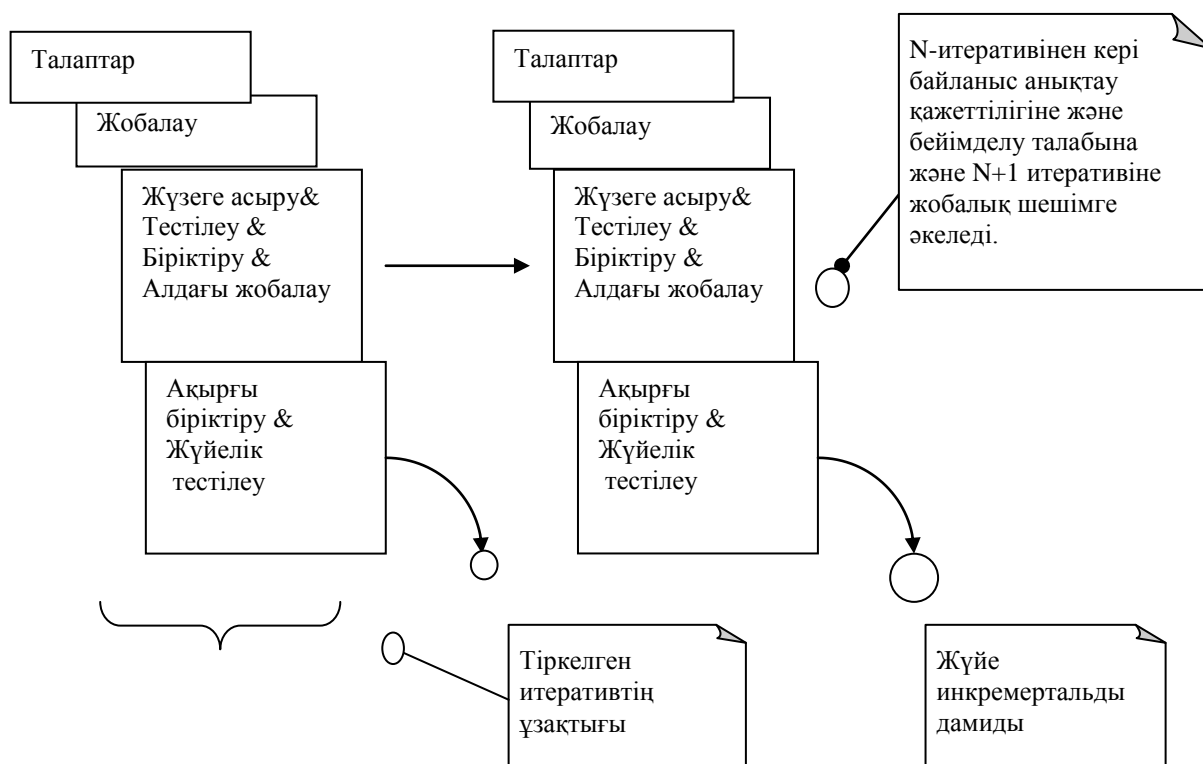 Талаптар
Жобалау
Жүзеге асыру&
Тестілеу &
Біріктіру &
Алдағы жобалау
Ақырғы
біріктіру &
Жүйелік
тестілеу
Талаптар
Жобалау
Жүзеге асыру&
Тестілеу &
Біріктіру &
Алдағы жобалау
Ақырғы
біріктіру &
Жүйелік
тестілеу
N-итеративінен кері
байланыс анықтау
қажеттілігіне және
бейімделу талабына
және N+1 итеративіне
жобалық шешімге
әкеледі.
Тіркелген
итеративтің
ұзақтығы
Жүйе
инкремертальды
дамиды